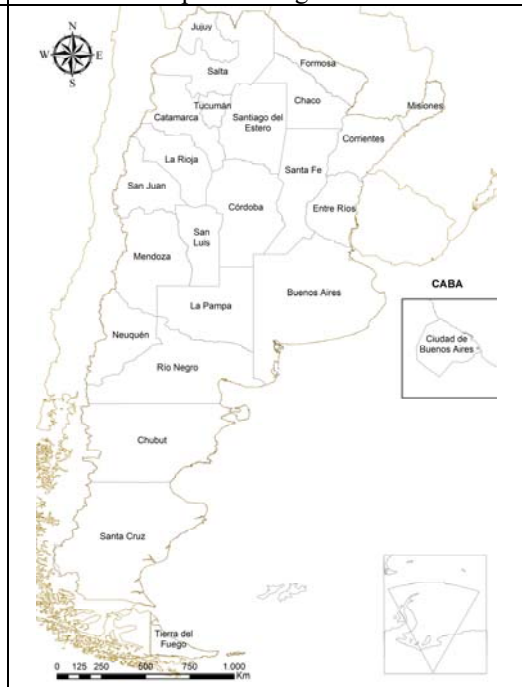 N
W E
S
Jujuy
Salta
Formosa
Chaco
Tucumán
Misiones
Catamarca
Santiago del
Estero
Corrientes
La Rioja
Santa Fe
San Juan
Córdoba
Entre Ríos
San
Luis
Mendoza
CABA
Buenos Aires
La Pampa
Neuquén
Ciudad de
Buenos Aires
Río Negro
Chubut
Santa Cruz
Tierra del
Fuego
0 125 250 500 750 1.000
Km